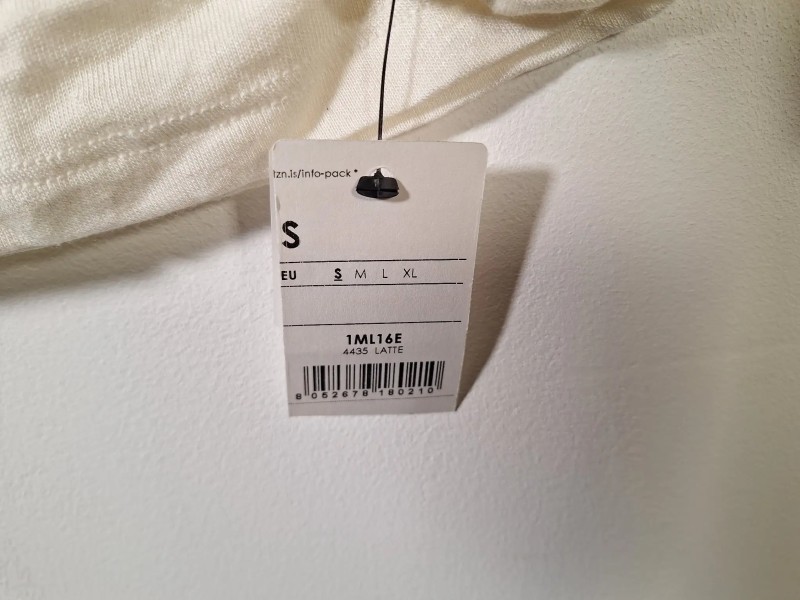 tzn.is/info-pack*
S
EU S M L XL
1ML16E
4435 LATTE
8 052678 180210